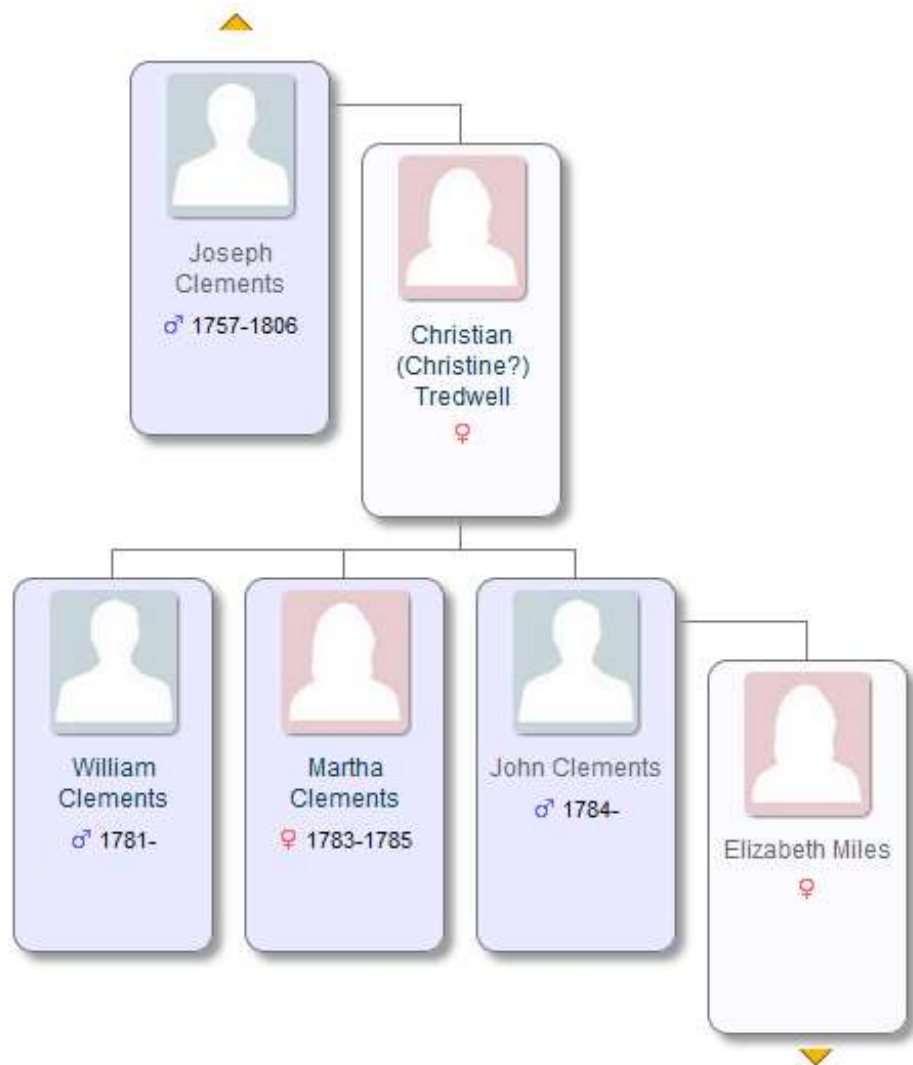 Joseph
Clements
♂ 1757-1806
Christian
(Christine?)
Tredwell
♀
William
Clements
♂ 1781-
Martha
Clements
♀ 1783-1785
John Clements
♂ 1784-
Elizabeth Miles
♀